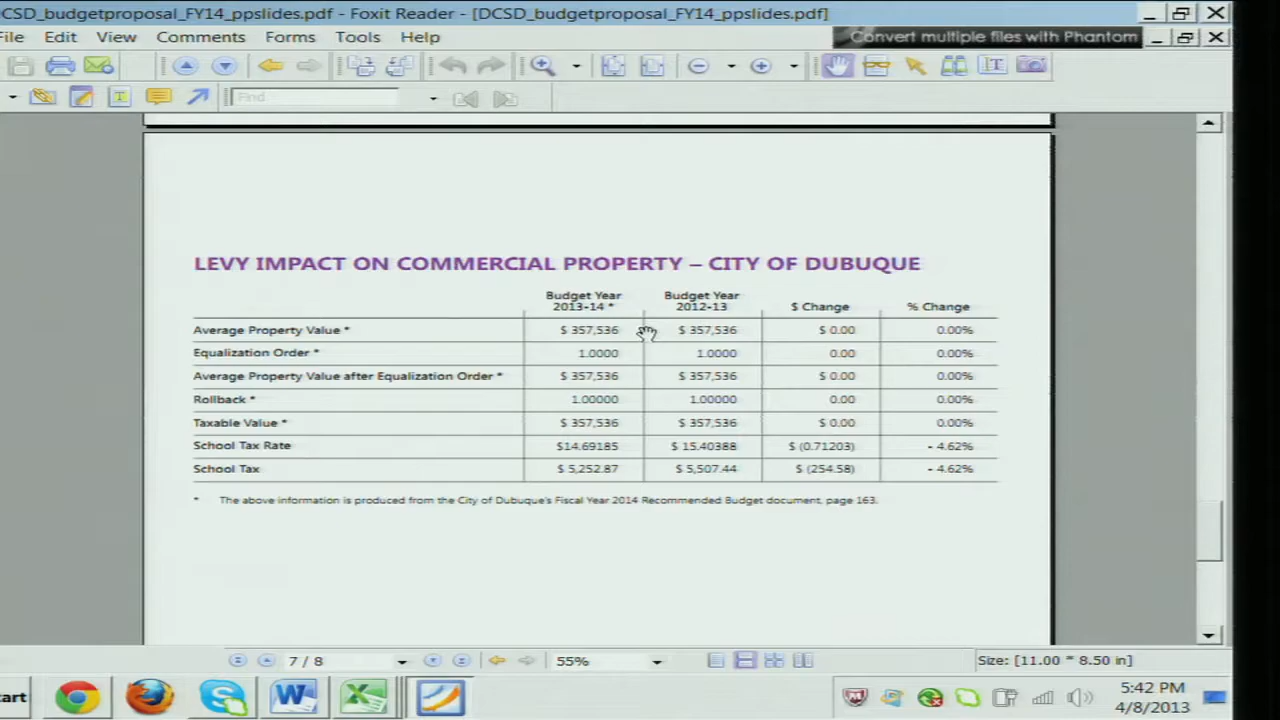 CSD_budgetproposal_FY14_ppslides.pdf - Foxit Reader - [DCSD_budgetproposal_FY14_ppslides.pdf]
File Edit View Comments Forms Tools Help
Convert multiple files with Phantom
Find
LEVY IMPACT ON COMMERCIAL PROPERTY – CITY OF DUBUQUE
Budget Year 2013-14 * Budget Year 2012-13 $ Change % Change
Average Property Value * $ 357,536 $ 357,536 $ 0.00 0.00%
Equalization Order * 1.0000 1.0000 0.00 0.00%
Average Property Value after Equalization Order * $ 357,536 $ 357,536 $ 0.00 0.00%
Rollback * 1.00000 1.00000 0.00 0.00%
Taxable Value * $ 357,536 $ 357,536 $ 0.00 0.00%
School Tax Rate $14.69185 $ 15.40388 $ (0.71203) - 4.62%
School Tax $ 5,252.87 $ 5,507.44 $ (254.58) - 4.62%
* The above information is produced from the City of Dubuque's Fiscal Year 2014 Recommended Budget document, page 163.
7 / 8 55% Size: [11.00 * 8.50 in]
art
5:42 PM
4/8/2013